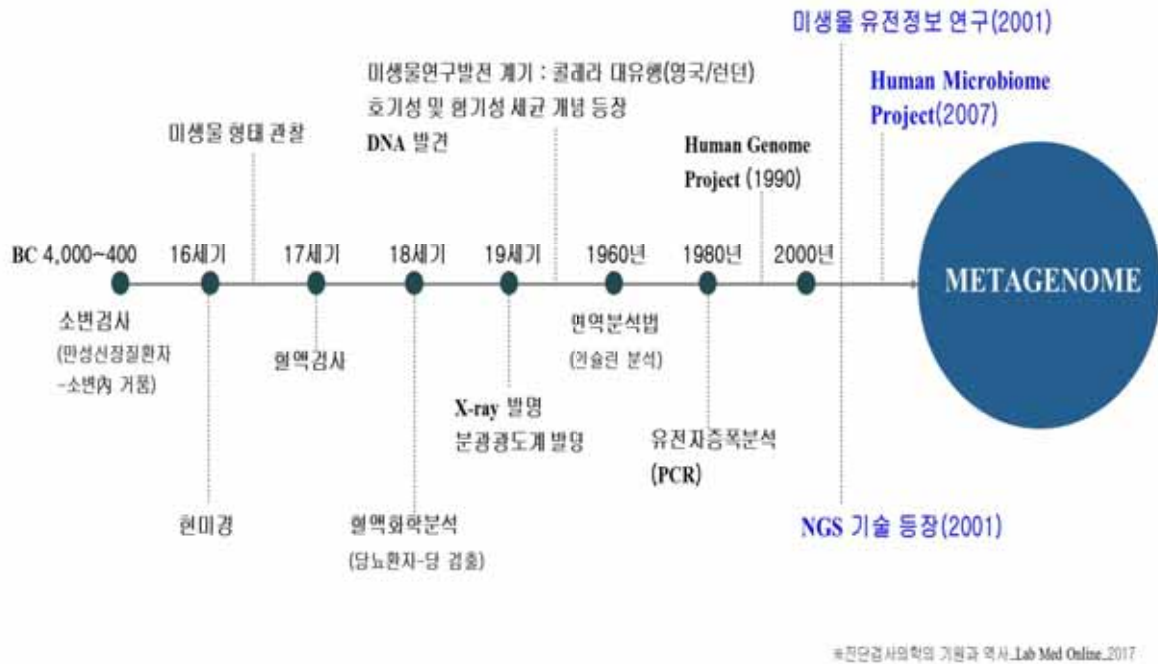 미생물 유전정보 연구(2001)
미생물연구발전 계기 : 콜레라 대유행(영국/런던)
호기성 및 혐기성 세균 개념 등장
DNA 발견
Human Microbiome
Project(2007)
미생물 형태 관찰
Human Genome
Project (1990)
BC 4,000~400
16세기
17세기
18세기
19세기
1960년
1980년
2000년
METAGENOME
소변검사
(만성신장질환자
-소변內 거품)
혈액검사
면역분석법
(인슐린 분석)
X-ray 발명
분광광도계 발명
유전자증폭분석
(PCR)
현미경
혈액화학분석
(당뇨환자-당 검출)
NGS 기술 등장(2001)
※진단검사의학의 기원과 역사_Lab Med Online_2017